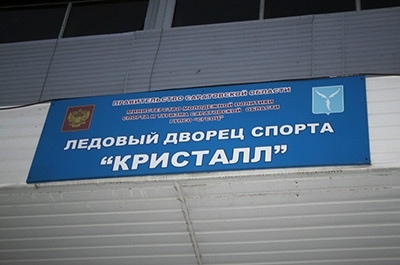 ПРАВИТЕЛЬСТВО САРАТОВСКОЙ ОБЛАСТИ
МИНИСТЕРСТВО МОЛОДЕЖНОЙ ПОЛИТИКИ
СПОРТА И ТУРИЗМА САРАТОВСКОЙ ОБЛАСТИ
ЛЕДОВЫЙ ДВОРЕЦ СПОРТА
"КРИСТАЛЛ"